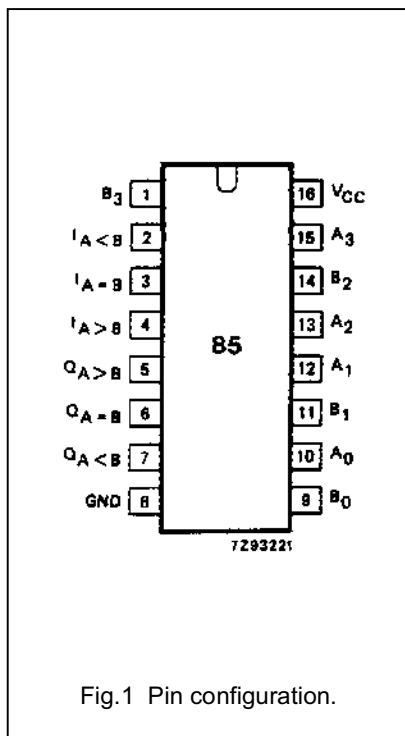 B3 1 16 VCC
IA < B 2 15 A3
IA = B 3 14 B2
IA > B 4 13 A2
85
QA > B 5 12 A1
QA = B 6 11 B1
QA < B 7 10 A0
GND 8 9 B0
7Z93221
Fig.1 Pin configuration.